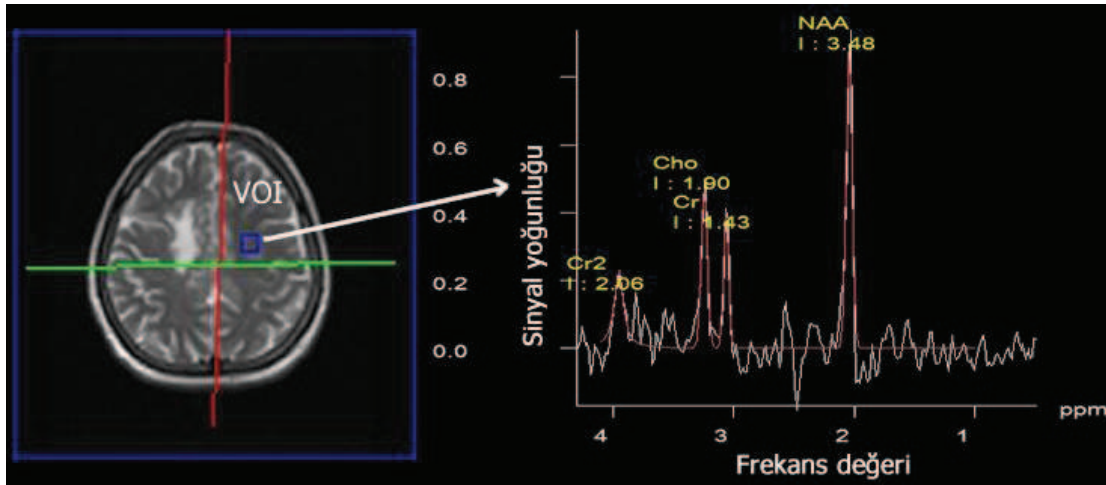 VOI
0.8
0.6
0.4
0.2
0.0
Sinyal yoğunluğu
NAA
I : 3.48
Cho
I : 1.90
Cr
I : 1.43
Cr2
I : 2.06
4 3 2 1
ppm
Frekans değeri